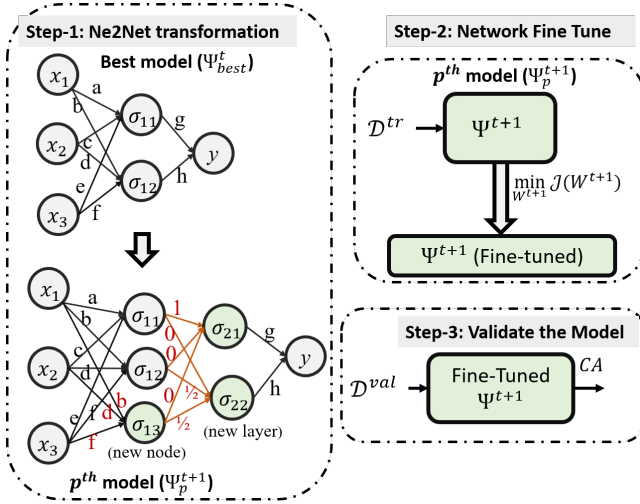 Step-1: Ne2Net transformation
Best model (Ψ^t_best)
x₁
a
b
σ₁₁
g
x₂
c
d
y
e
σ₁₂
h
x₃
f
x₁
a
b
σ₁₁
1
0
σ₂₁
g
x₂
c
d
σ₁₂
0
y
b
0
½
h
e
f
d
σ₂₂
x₃
f
σ₁₃
½
(new layer)
(new node)
p^th model (Ψ_p^{t+1})
Step-2: Network Fine Tune
p^th model (Ψ_p^{t+1})
𝒟^tr
Ψ^{t+1}
min_{W^{t+1}} 𝒥(W^{t+1})
Ψ^{t+1} (Fine-tuned)
Step-3: Validate the Model
𝒟^val
Fine-Tuned
Ψ^{t+1}
CA